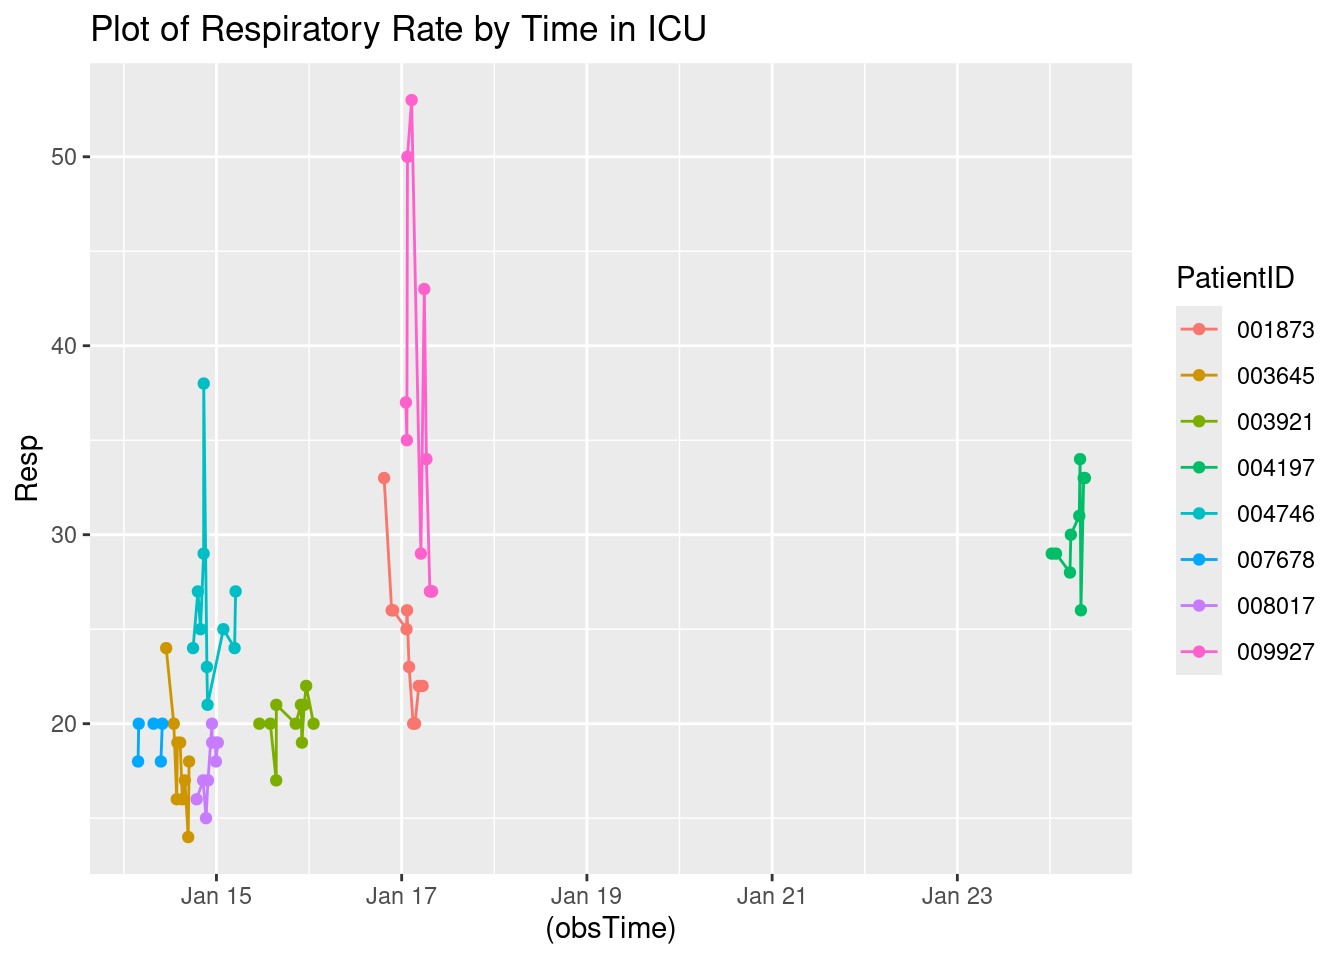 Plot of Respiratory Rate by Time in ICU
50
40
30
20
Resp
Jan 15
Jan 17
Jan 19
Jan 21
Jan 23
(obsTime)
PatientID
001873
003645
003921
004197
004746
007678
008017
009927